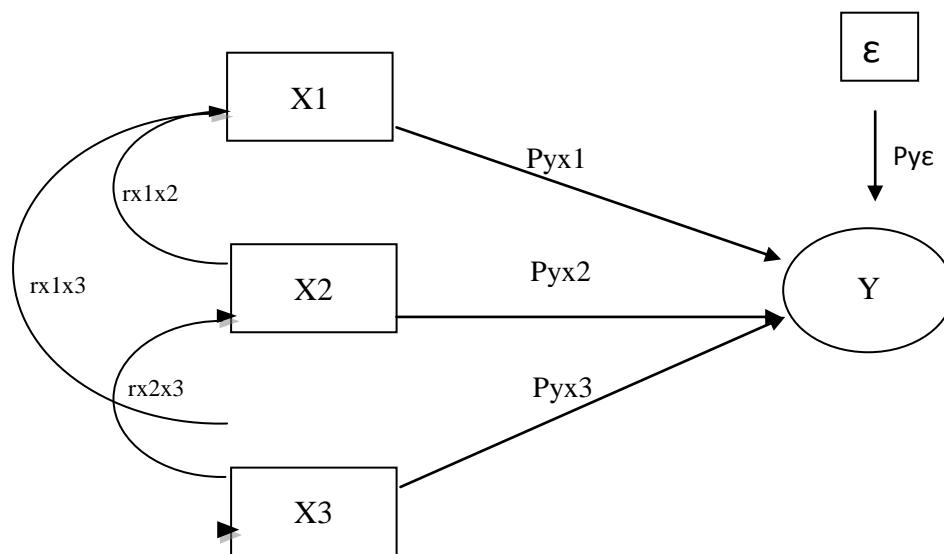 ε
X1
Pyx1
Pyε
rx1x2
rx1x3
X2
Pyx2
Y
rx2x3
Pyx3
X3